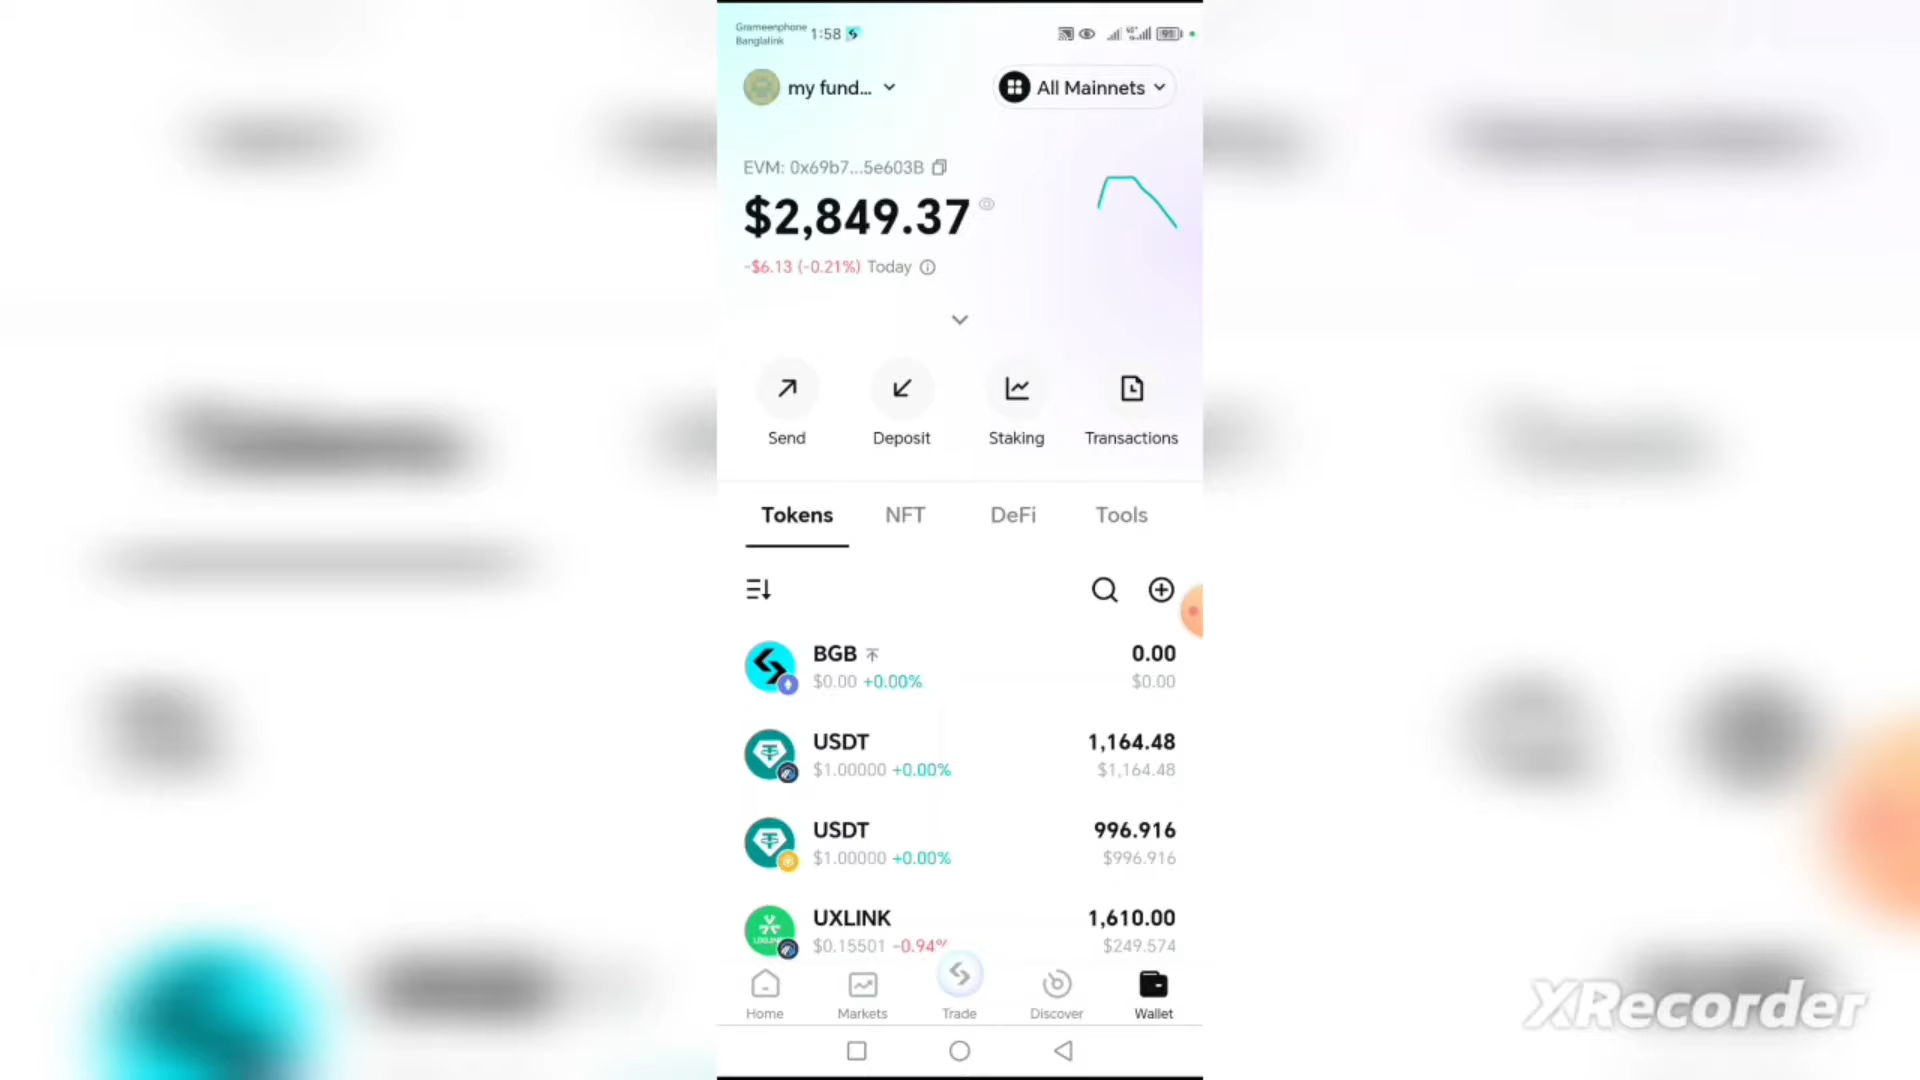 Grameenphone
Banglalink
1:58
91
my fund...
All Mainnets
EVM: 0x69b7...5e603B
$2,849.37
-$6.13 (-0.21%) Today
Send
Deposit
Staking
Transactions
Tokens
NFT
DeFi
Tools
BGB
0.00
$0.00 +0.00%
$0.00
USDT
1,164.48
$1.00000 +0.00%
$1,164.48
USDT
996.916
$1.00000 +0.00%
$996.916
UXLINK
1,610.00
$0.15501 -0.94%
$249.574
Home
Markets
Trade
Discover
Wallet
XRecorder